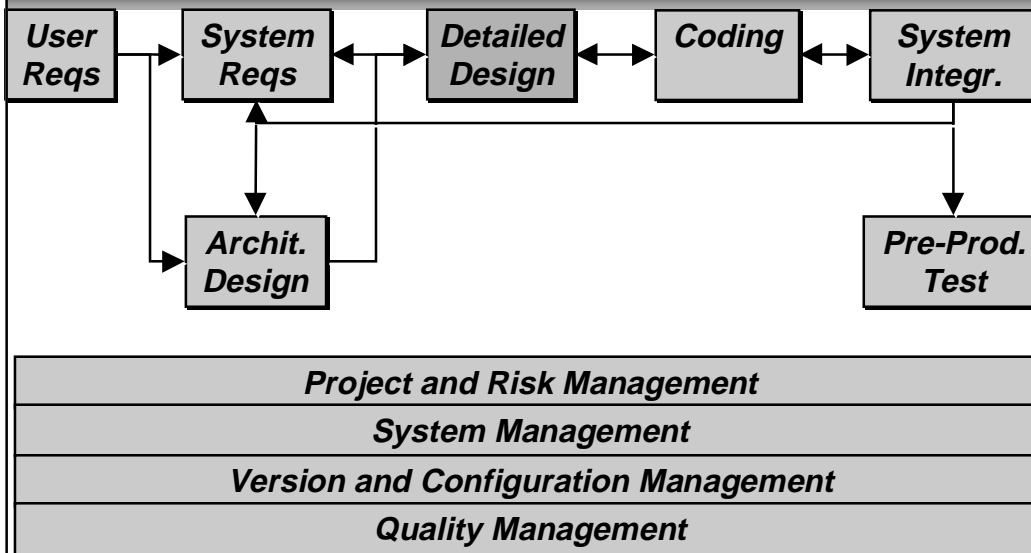 User
Reqs
System
Reqs
Detailed
Design
Coding
System
Integr.
Archit.
Design
Pre-Prod.
Test
Project and Risk Management
System Management
Version and Configuration Management
Quality Management